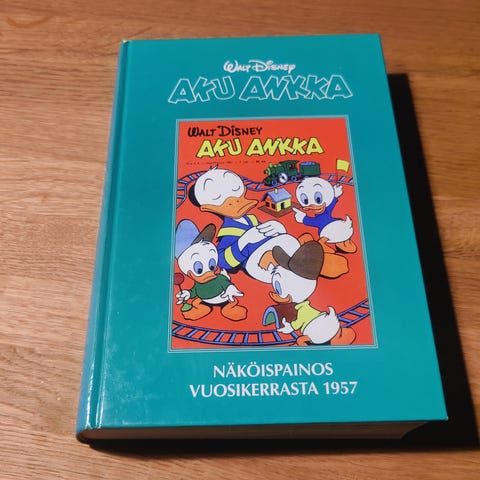 Walt Disney
AKU ANKKA
WALT DISNEY
AKU ANKKA
NÄKÖISPAINOS
VUOSIKERRASTA 1957